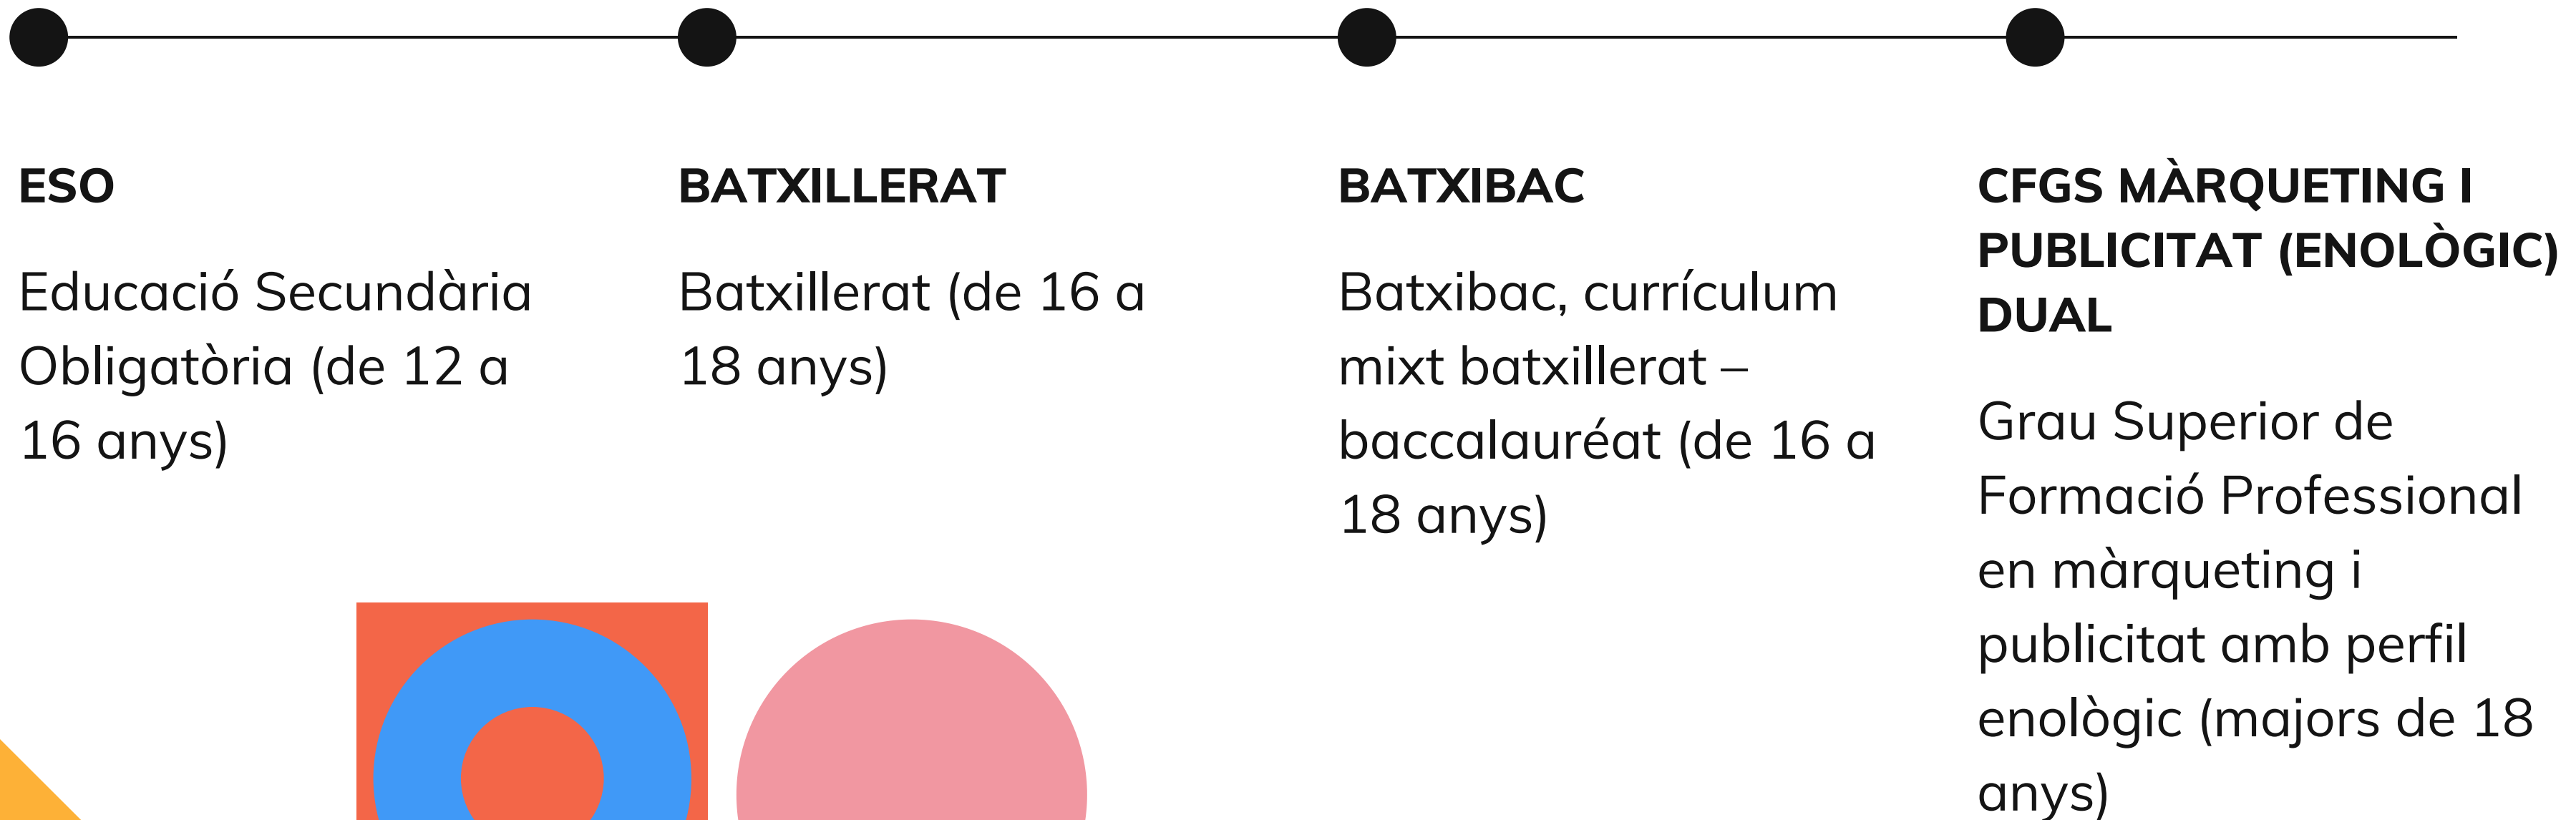 ESO
Educació Secundària
Obligatòria (de 12 a
16 anys)
BATXILLERAT
Batxillerat (de 16 a
18 anys)
BATXIBAC
Batxibac, currículum
mixt batxillerat –
baccalauréat (de 16 a
18 anys)
CFGS MÀRQUETING I
PUBLICITAT (ENOLÒGIC)
DUAL
Grau Superior de
Formació Professional
en màrqueting i
publicitat amb perfil
enològic (majors de 18
anys)